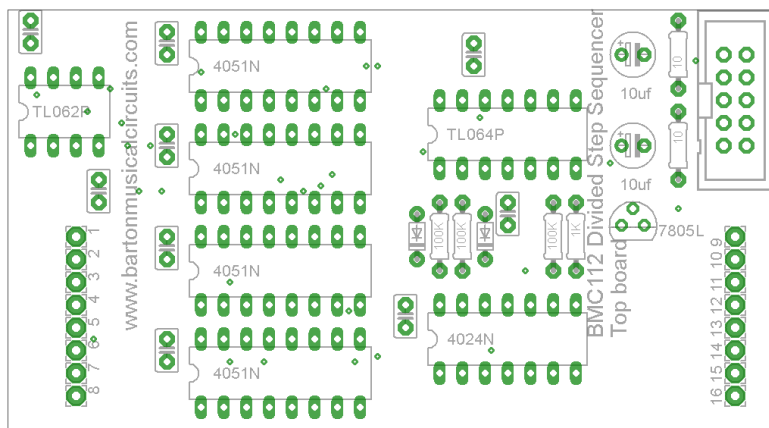 TL062P
www.bartonmusicalcircuits.com
4051N
4051N
4051N
4051N
TL064P
4024N
100K
100K
100K
1K
10uf
10uf
10
10
7805L
BMC112 Divided Step Sequencer
Top board
1
2
3
4
5
6
7
8
9
10
11
12
13
14
15
16